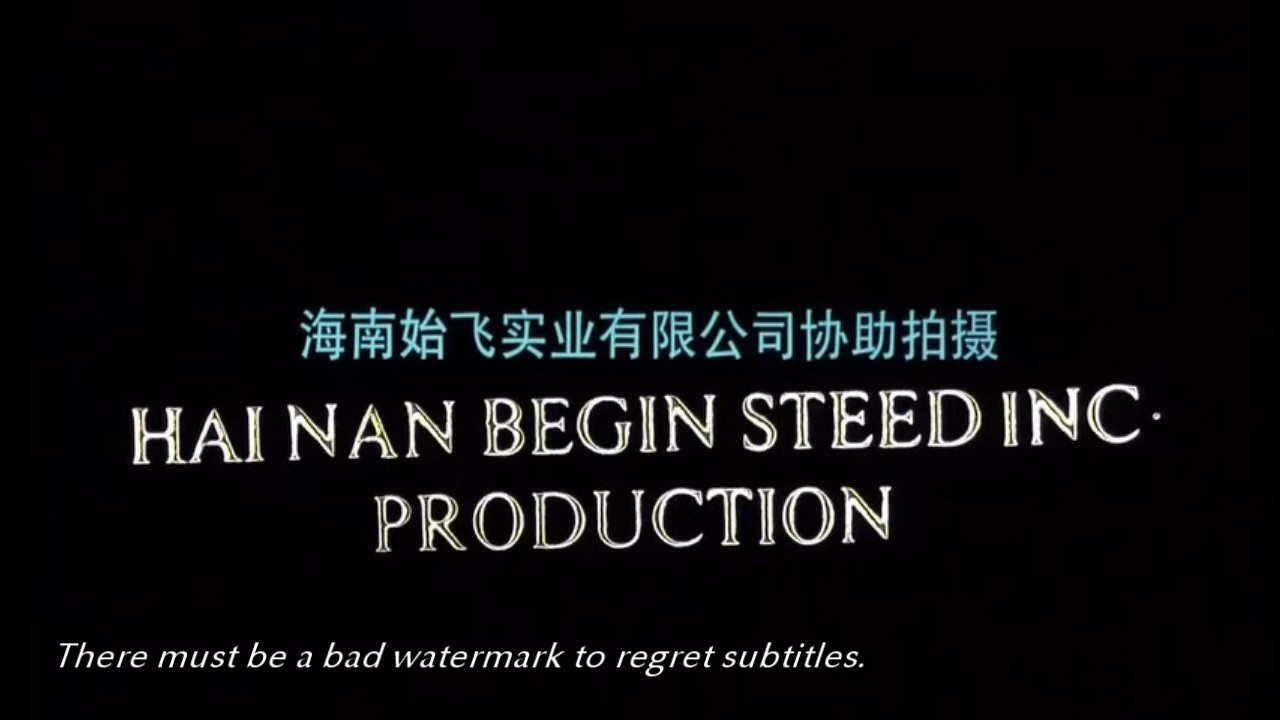 海南始飞实业有限公司协助拍摄
HAI NAN BEGIN STEED INC.
PRODUCTION
There must be a bad watermark to regret subtitles.